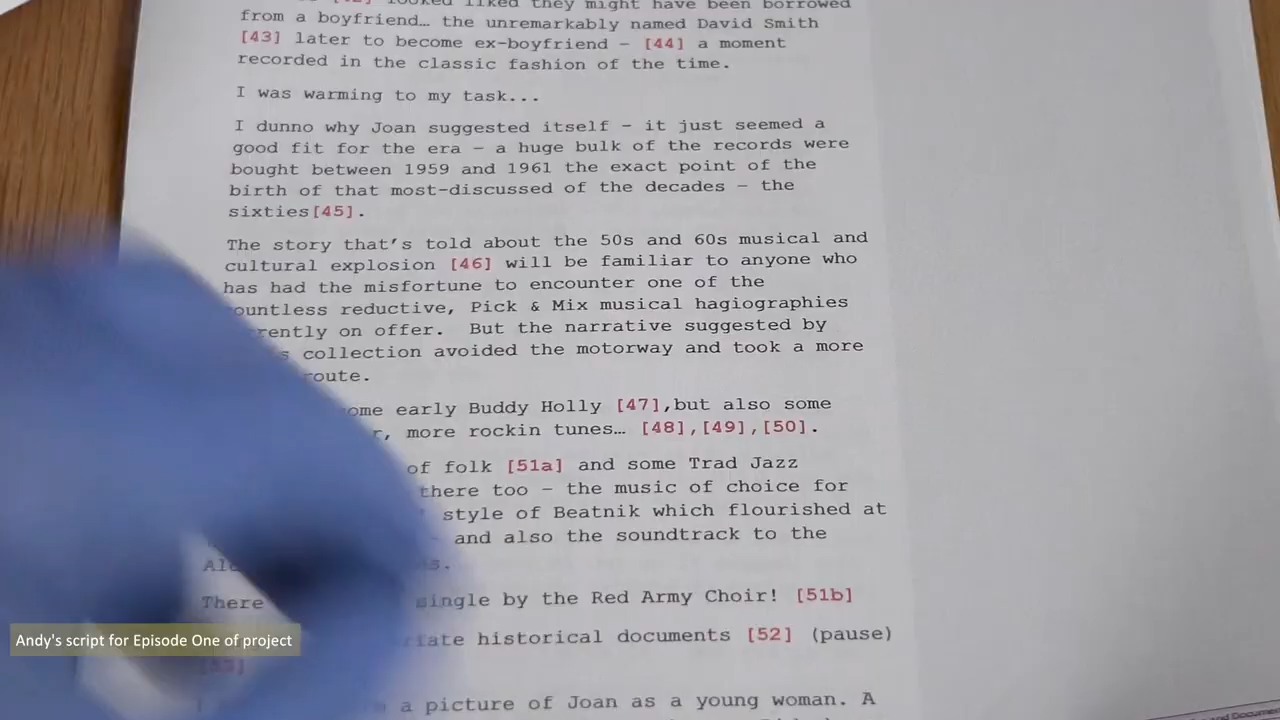 looked liked they might have been borrowed
from a boyfriend… the unremarkably named David Smith
[43] later to become ex-boyfriend – [44] a moment
recorded in the classic fashion of the time.
I was warming to my task...
I dunno why Joan suggested itself – it just seemed a
good fit for the era – a huge bulk of the records were
bought between 1959 and 1961 the exact point of the
birth of that most-discussed of the decades – the
sixties[45].
The story that's told about the 50s and 60s musical and
cultural explosion [46] will be familiar to anyone who
has had the misfortune to encounter one of the
reductive, Pick & Mix musical hagiographies
on offer. But the narrative suggested by
collection avoided the motorway and took a more
route.
early Buddy Holly [47],but also some
more rockin tunes… [48],[49],[50].
of folk [51a] and some Trad Jazz
there too – the music of choice for
style of Beatnik which flourished at
– and also the soundtrack to the
There single by the Red Army Choir! [51b]
historical documents [52] (pause)
a picture of Joan as a young woman. A
Andy's script for Episode One of project